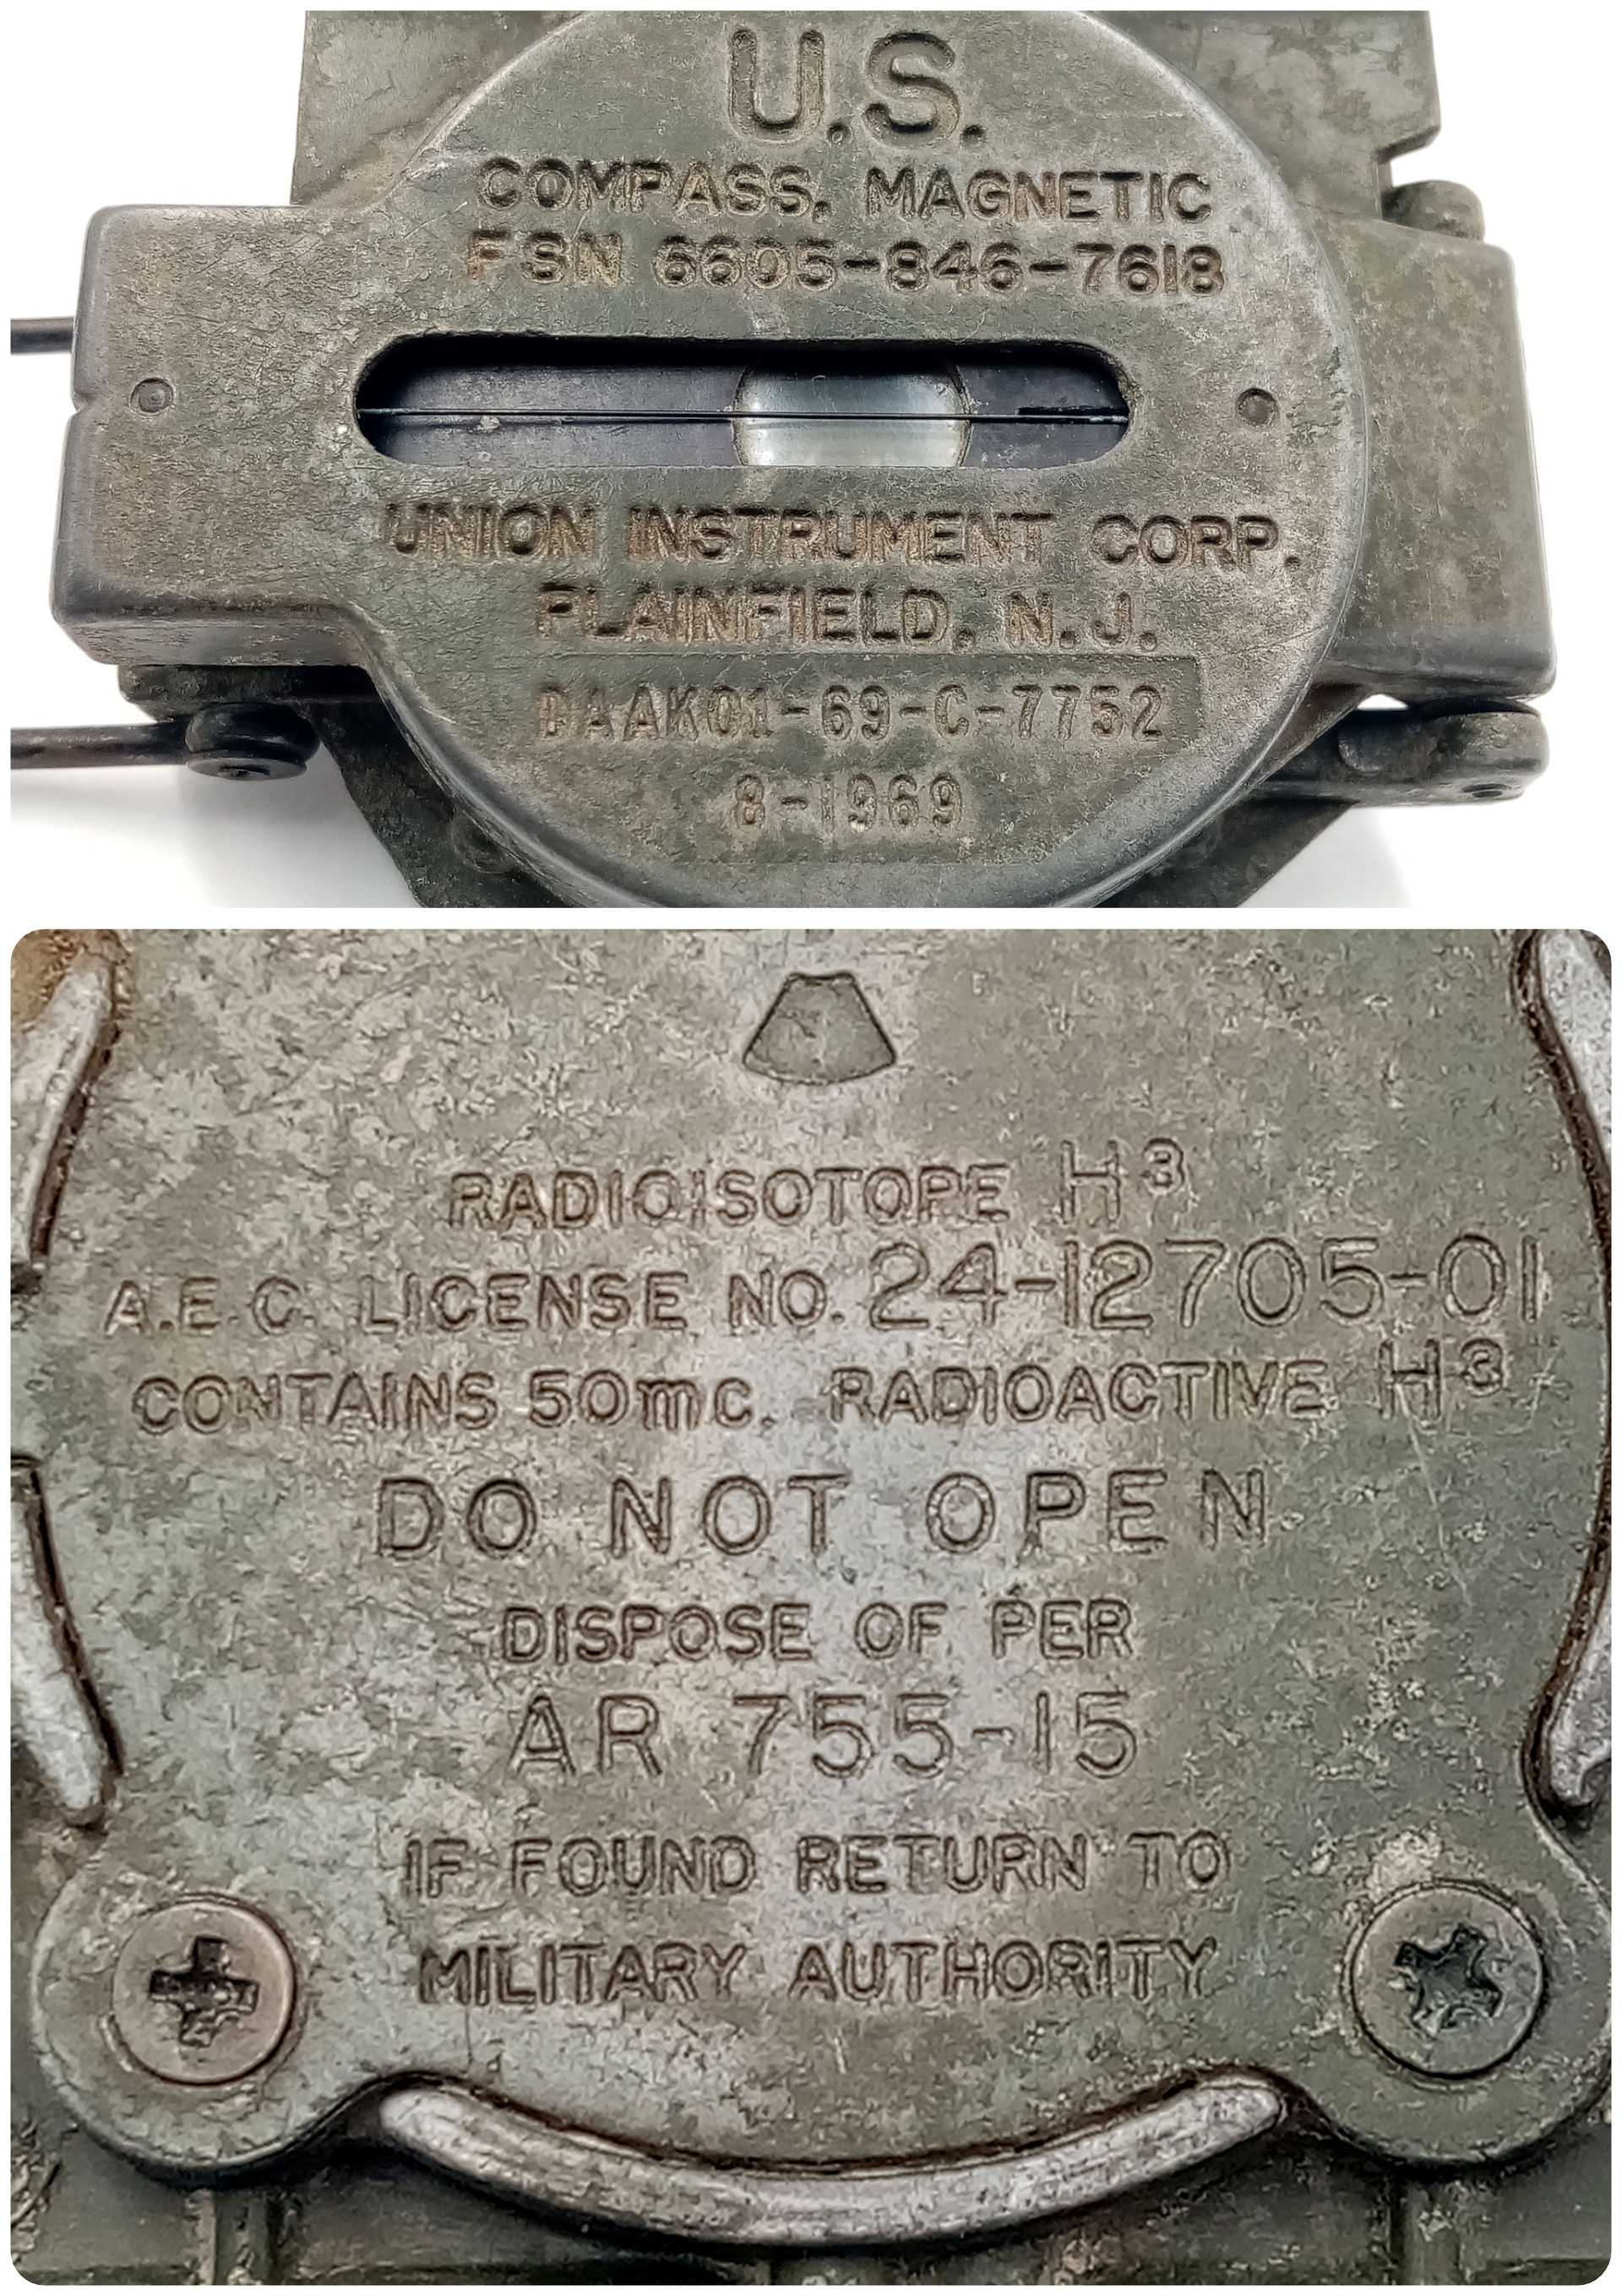 U.S.
COMPASS, MAGNETIC
FSN 6605-846-7618
UNION INSTRUMENT CORP.
PLAINFIELD, N.J.
DAAK01-69-C-7752
8-1969
RADIOISOTOPE H³
A.E.C. LICENSE NO. 24-12705-01
CONTAINS 50mc. RADIOACTIVE H³
DO NOT OPEN
DISPOSE OF PER
AR 755-15
IF FOUND RETURN TO
MILITARY AUTHORITY